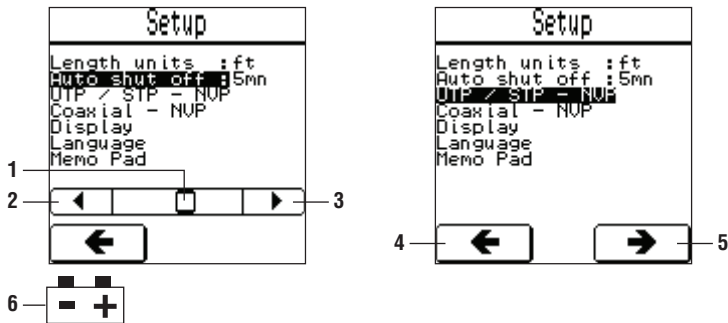 Setup
Length units :ft
Auto shut off :5mn
UTP / STP - NVP
Coaxial - NVP
Display
Language
Memo Pad
1
2
3
6
Setup
Length units :ft
Auto shut off :5mn
UTP / STP - NVP
Coaxial - NVP
Display
Language
Memo Pad
4
5